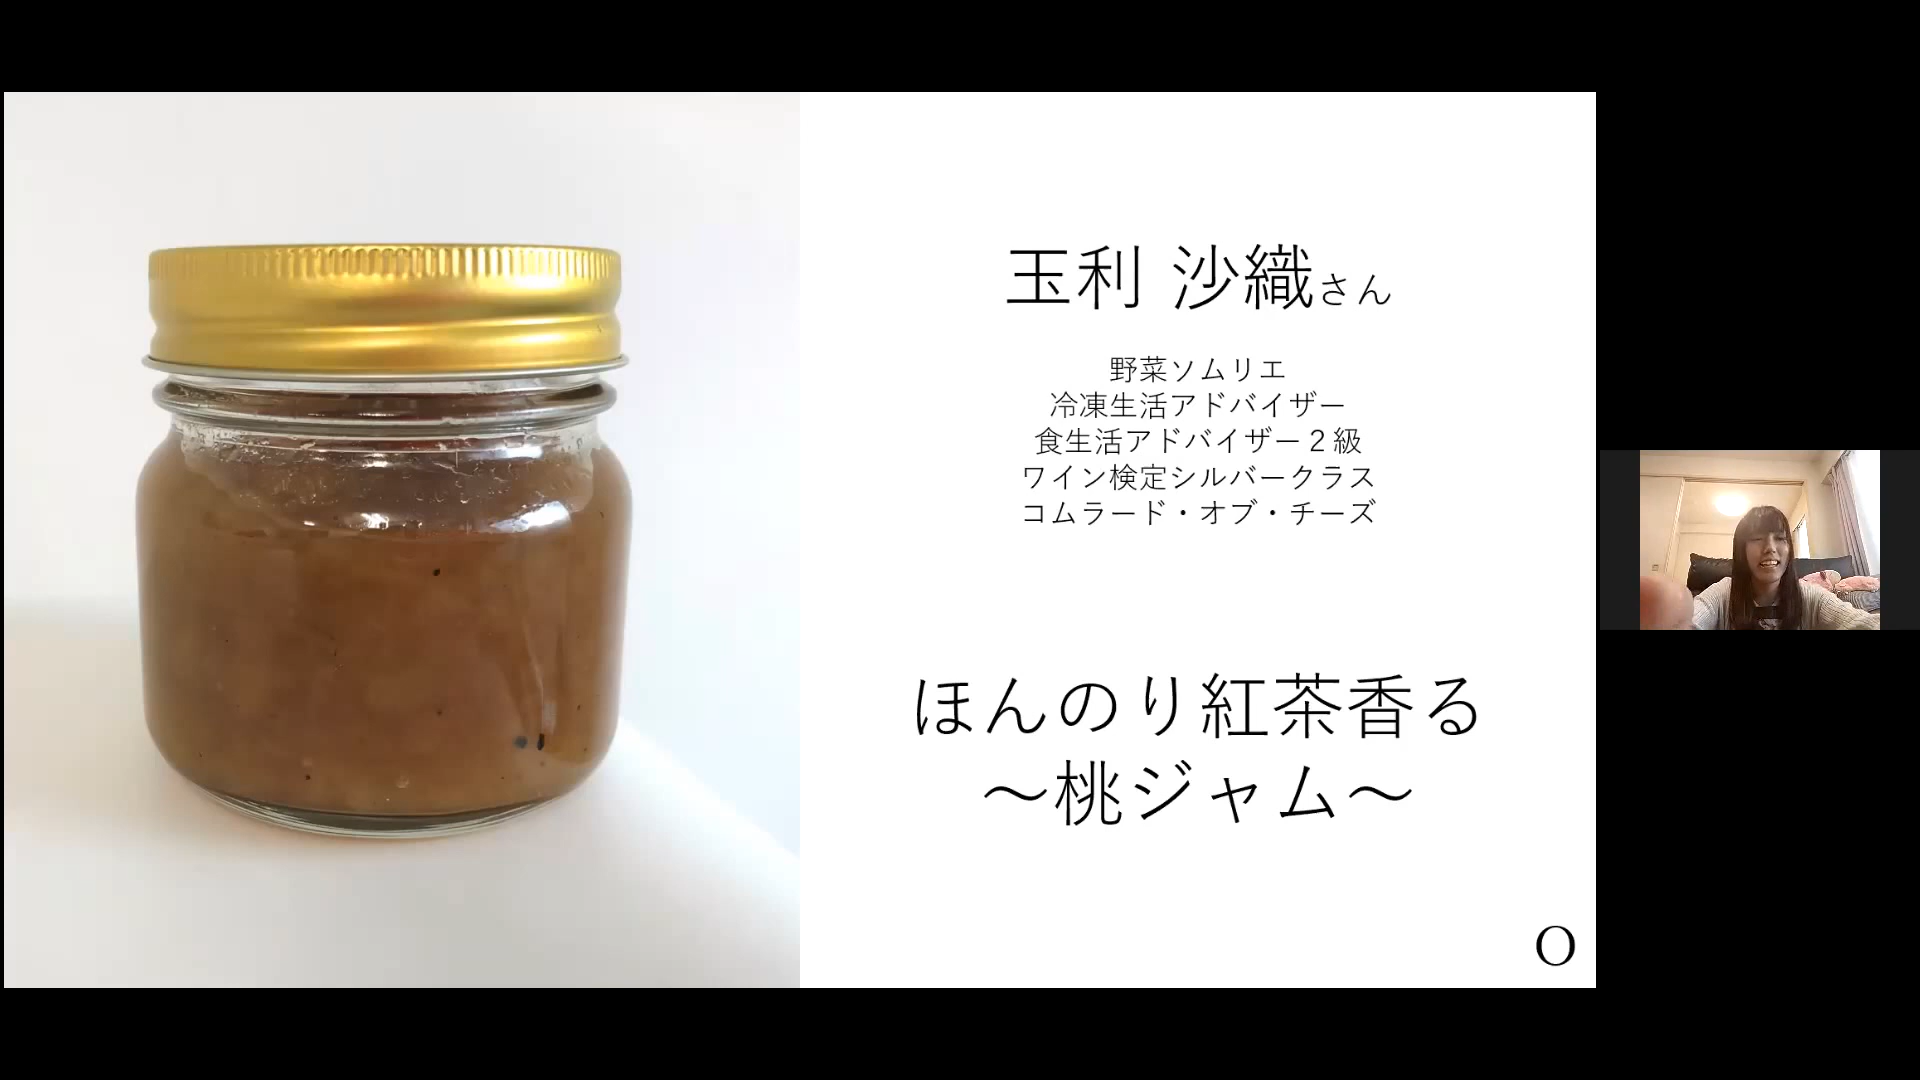 玉利 沙織さん
野菜ソムリエ
冷凍生活アドバイザー
食生活アドバイザー２級
ワイン検定シルバークラス
コムラード・オブ・チーズ
ほんのり紅茶香る
〜桃ジャム〜
O